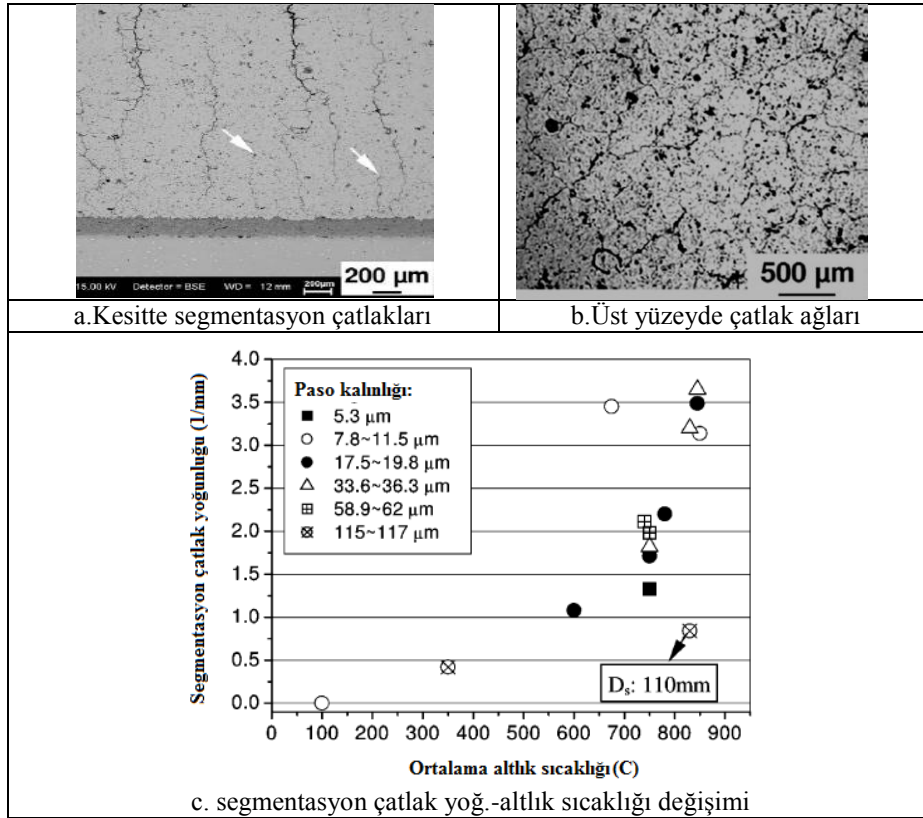 15.00 kV Detector = BSE WD = 12 mm 200µm
200 µm
500 µm
a.Kesitte segmentasyon çatlakları
b.Üst yüzeyde çatlak ağları
Segmentasyon çatlak yoğunluğu (1/mm)
4.0
3.5
3.0
2.5
2.0
1.5
1.0
0.5
0.0
Paso kalınlığı:
5.3 µm
7.8~11.5 µm
17.5~19.8 µm
33.6~36.3 µm
58.9~62 µm
115~117 µm
Ds: 110mm
0 100 200 300 400 500 600 700 800 900
Ortalama altlık sıcaklığı (C)
c. segmentasyon çatlak yoğ.-altlık sıcaklığı değişimi